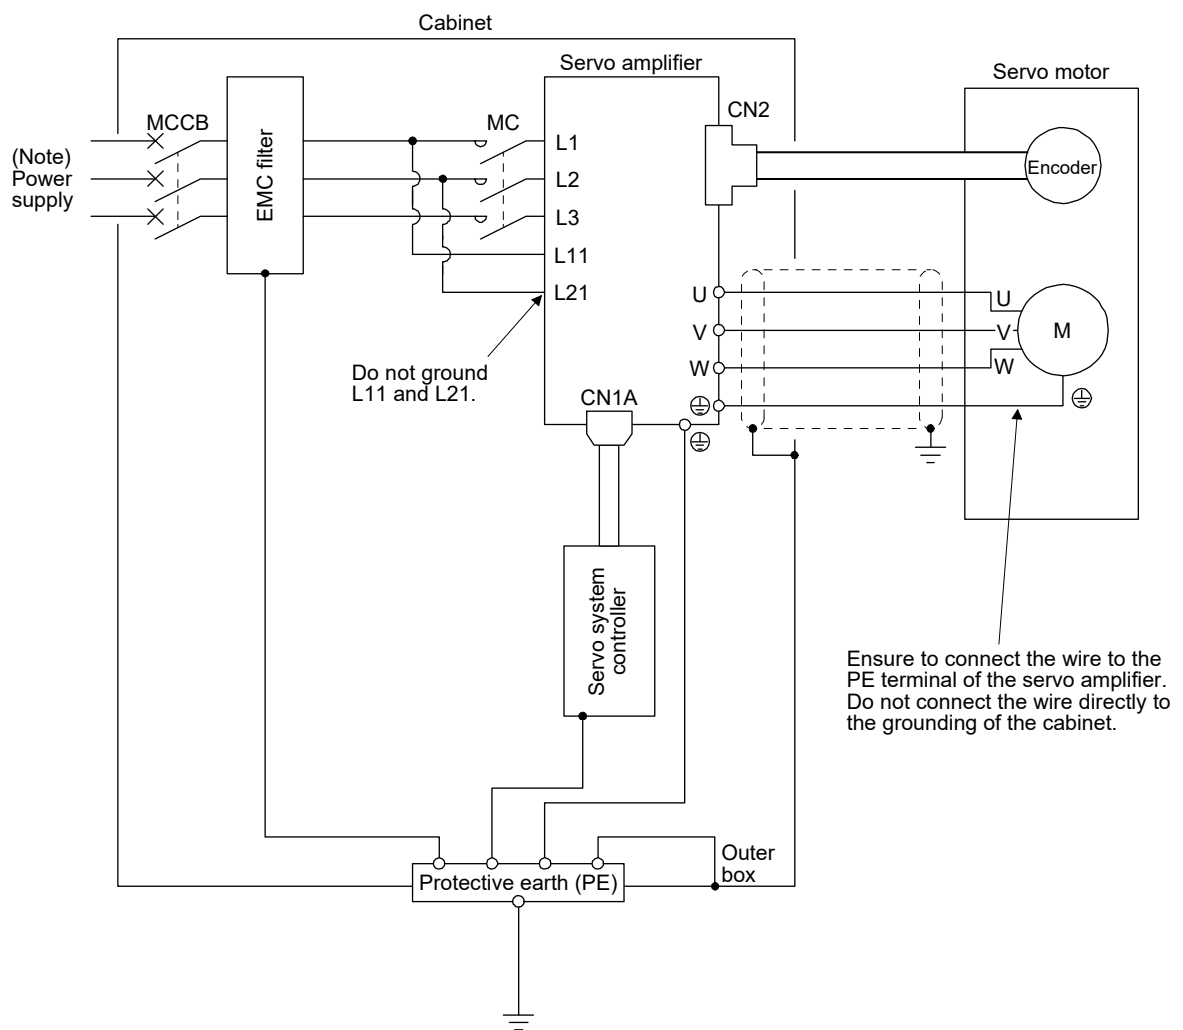 Cabinet
Servo amplifier
Servo motor
CN2
MCCB
MC
EMC filter
(Note)
Power
supply
L1
L2
L3
L11
L21
Encoder
U
V
W
U
V
W
M
Do not ground
L11 and L21.
CN1A
Servo system
controller
Ensure to connect the wire to the
PE terminal of the servo amplifier.
Do not connect the wire directly to
the grounding of the cabinet.
Outer
box
Protective earth (PE)